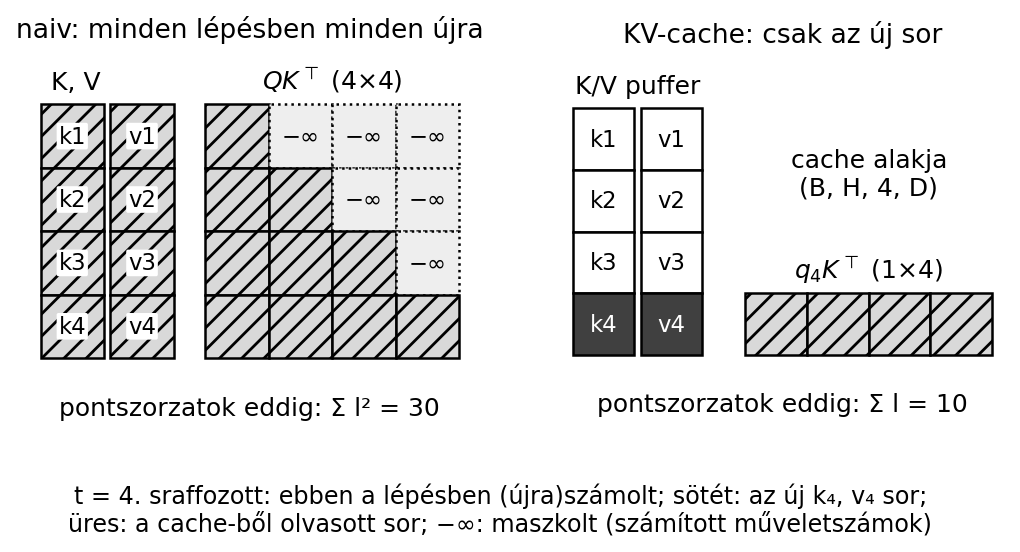 naiv: minden lépésben minden újra
K, V
QK⊤ (4×4)
k1 v1 −∞ −∞ −∞
k2 v2 −∞ −∞
k3 v3 −∞
k4 v4
pontszorzatok eddig: Σ l² = 30
KV-cache: csak az új sor
K/V puffer
k1 v1
k2 v2
k3 v3
k4 v4
cache alakja
(B, H, 4, D)
q₄K⊤ (1×4)
pontszorzatok eddig: Σ l = 10
t = 4. sraffozott: ebben a lépésben (újra)számolt; sötét: az új k₄, v₄ sor;
üres: a cache-ből olvasott sor; −∞: maszkolt (számított műveletszámok)